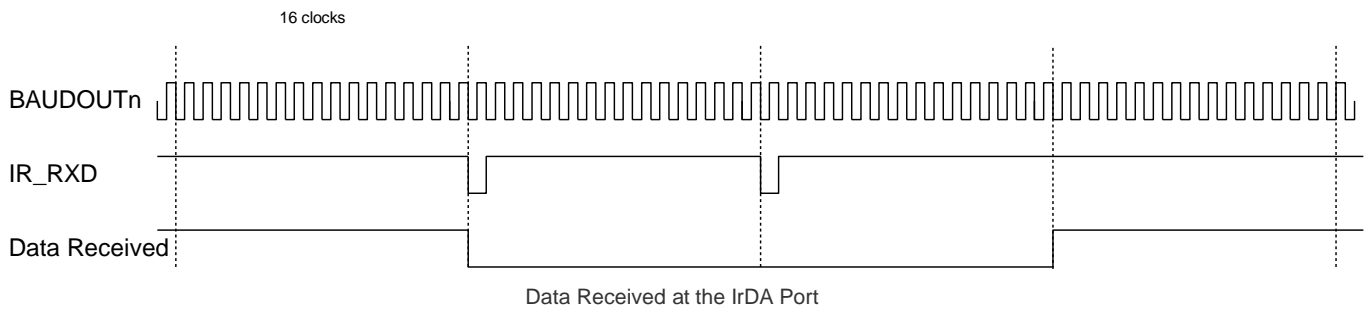 16 clocks
BAUDOUTn
IR_RXD
Data Received
Data Received at the IrDA Port